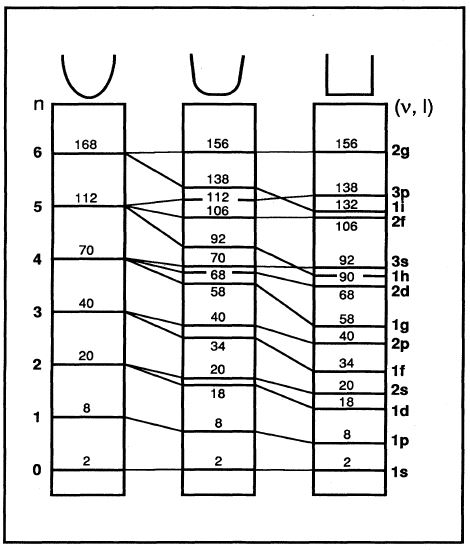 n (ν, l)
6 168 156 156 2g
138 138 3p
112 132 1i
5 112 106 106 2f
92 92 3s
4 70 70 90 1h
68 68 2d
58 58 1g
3 40 40 40 2p
34 34 1f
2 20 20 20 2s
18 18 1d
1 8 8 8 1p
0 2 2 2 1s